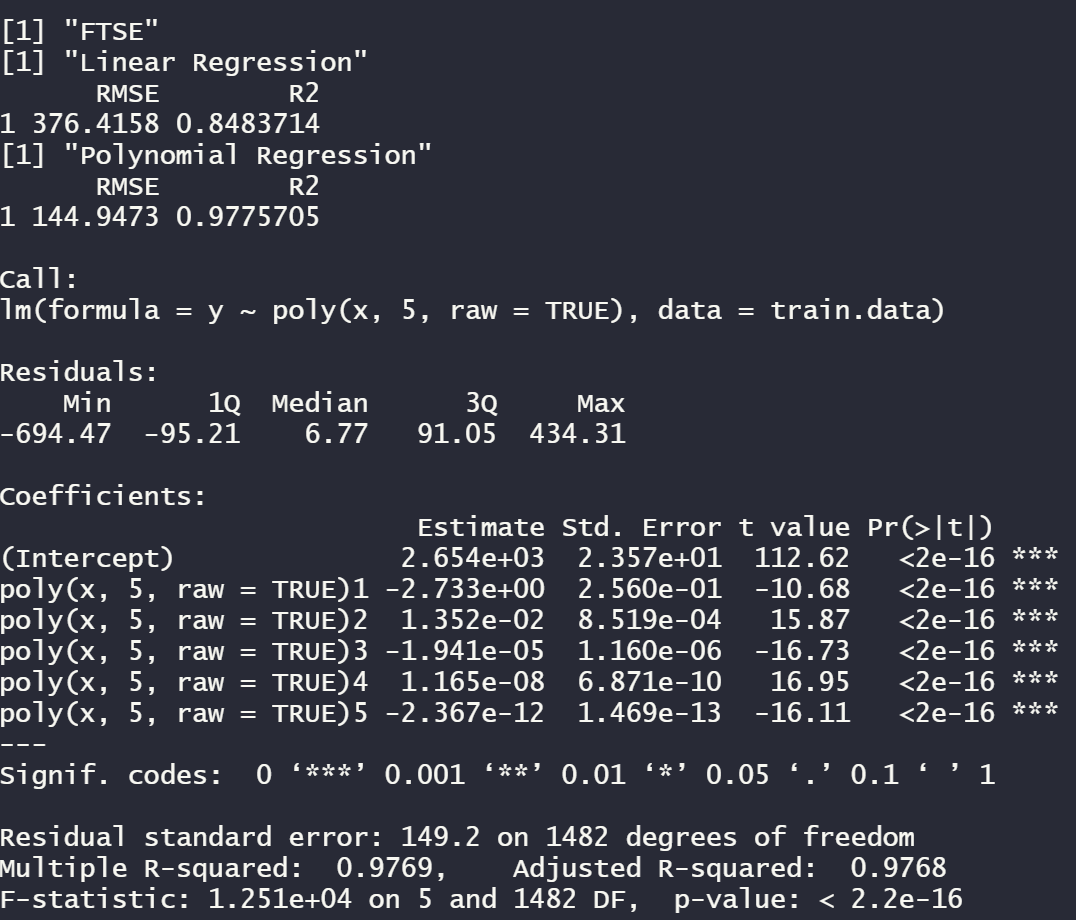 [1] "FTSE"
[1] "Linear Regression"
      RMSE        R2
1 376.4158 0.8483714
[1] "Polynomial Regression"
      RMSE        R2
1 144.9473 0.9775705

Call:
lm(formula = y ~ poly(x, 5, raw = TRUE), data = train.data)

Residuals:
    Min      1Q  Median      3Q     Max
-694.47  -95.21    6.77   91.05  434.31

Coefficients:
                          Estimate Std. Error t value Pr(>|t|)
(Intercept)              2.654e+03  2.357e+01  112.62   <2e-16 ***
poly(x, 5, raw = TRUE)1 -2.733e+00  2.560e-01  -10.68   <2e-16 ***
poly(x, 5, raw = TRUE)2  1.352e-02  8.519e-04   15.87   <2e-16 ***
poly(x, 5, raw = TRUE)3 -1.941e-05  1.160e-06  -16.73   <2e-16 ***
poly(x, 5, raw = TRUE)4  1.165e-08  6.871e-10   16.95   <2e-16 ***
poly(x, 5, raw = TRUE)5 -2.367e-12  1.469e-13  -16.11   <2e-16 ***
---
Signif. codes:  0 ‘***’ 0.001 ‘**’ 0.01 ‘*’ 0.05 ‘.’ 0.1 ‘ ’ 1

Residual standard error: 149.2 on 1482 degrees of freedom
Multiple R-squared:  0.9769,	Adjusted R-squared:  0.9768
F-statistic: 1.251e+04 on 5 and 1482 DF,  p-value: < 2.2e-16